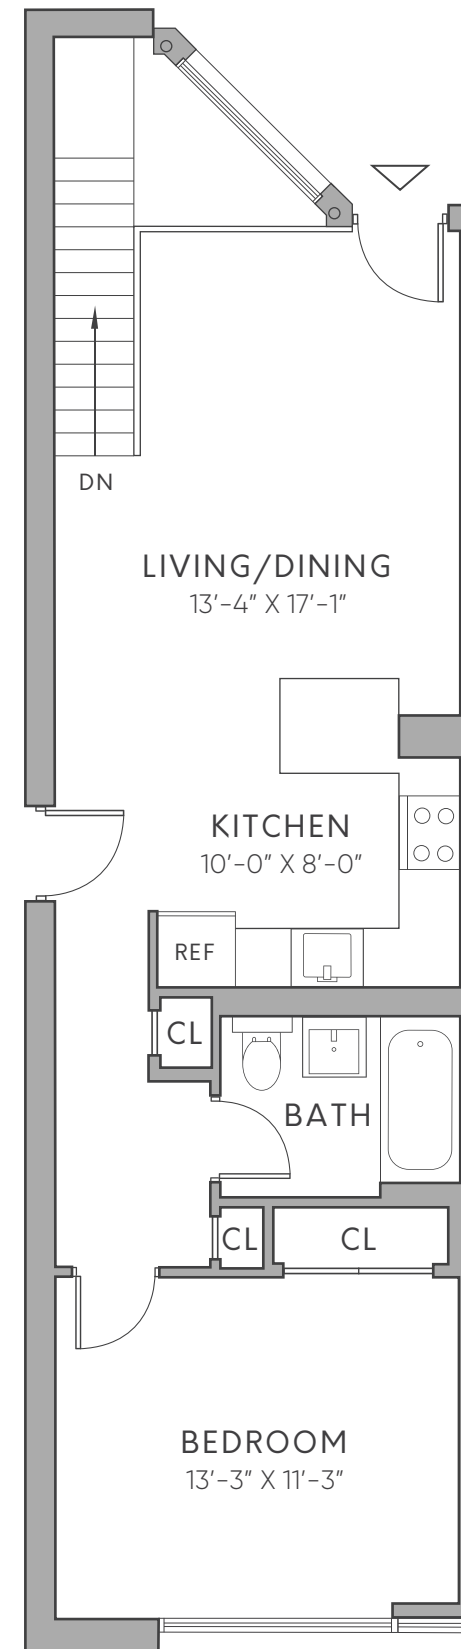 DN
LIVING/DINING
13'-4" X 17'-1"
KITCHEN
10'-0" X 8'-0"
REF
CL
BATH
CL
CL
BEDROOM
13'-3" X 11'-3"